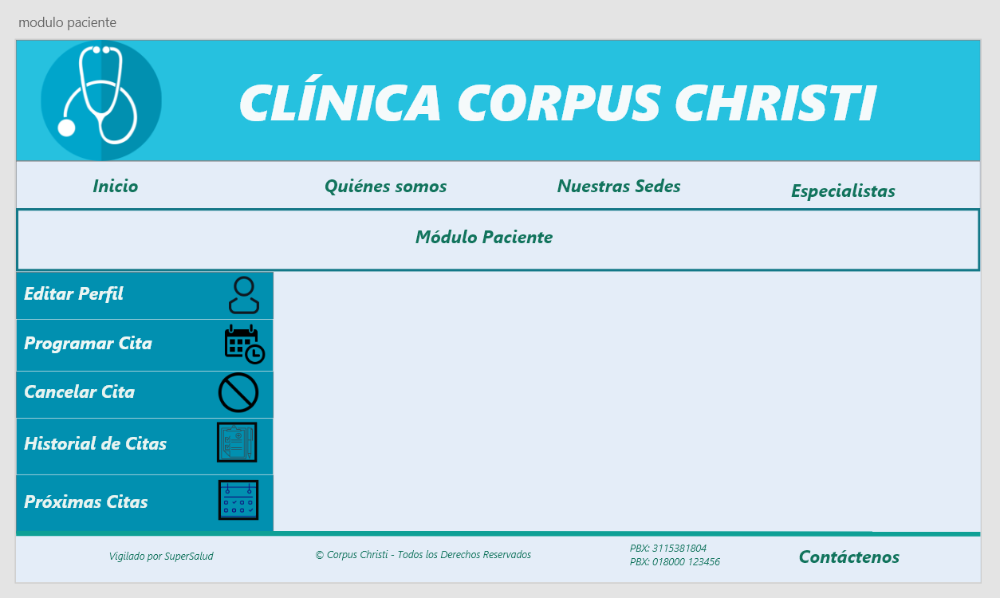 modulo paciente
CLÍNICA CORPUS CHRISTI
Inicio
Quiénes somos
Nuestras Sedes
Especialistas
Módulo Paciente
Editar Perfil
Programar Cita
Cancelar Cita
Historial de Citas
Próximas Citas
Vigilado por SuperSalud
© Corpus Christi - Todos los Derechos Reservados
PBX: 3115381804
PBX: 018000 123456
Contáctenos